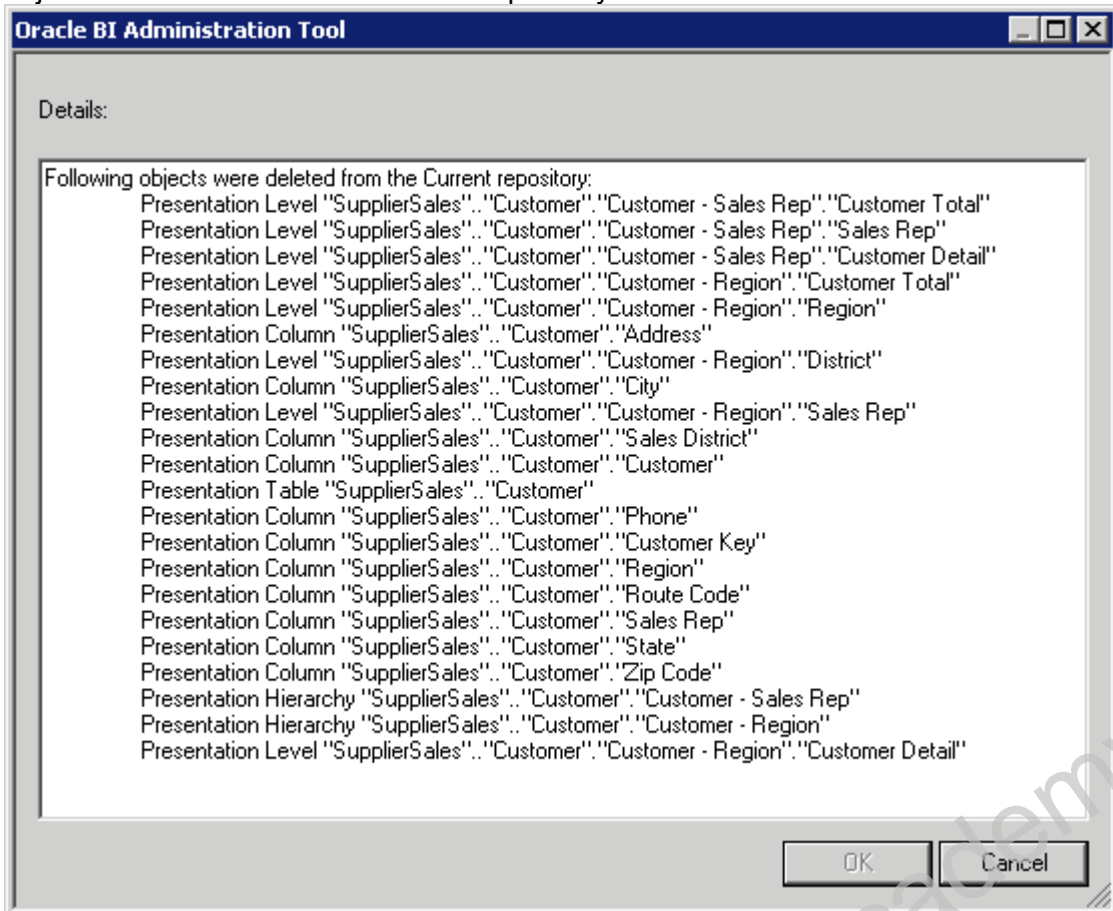 Oracle BI Administration Tool
Details:
Following objects were deleted from the Current repository:
Presentation Level "SupplierSales".."Customer"."Customer - Sales Rep"."Customer Total"
Presentation Level "SupplierSales".."Customer"."Customer - Sales Rep"."Sales Rep"
Presentation Level "SupplierSales".."Customer"."Customer - Sales Rep"."Customer Detail"
Presentation Level "SupplierSales".."Customer"."Customer - Region"."Customer Total"
Presentation Level "SupplierSales".."Customer"."Customer - Region"."Region"
Presentation Column "SupplierSales".."Customer"."Address"
Presentation Level "SupplierSales".."Customer"."Customer - Region"."District"
Presentation Column "SupplierSales".."Customer"."City"
Presentation Level "SupplierSales".."Customer"."Customer - Region"."Sales Rep"
Presentation Column "SupplierSales".."Customer"."Sales District"
Presentation Column "SupplierSales".."Customer"."Customer"
Presentation Table "SupplierSales".."Customer"
Presentation Column "SupplierSales".."Customer"."Phone"
Presentation Column "SupplierSales".."Customer"."Customer Key"
Presentation Column "SupplierSales".."Customer"."Region"
Presentation Column "SupplierSales".."Customer"."Route Code"
Presentation Column "SupplierSales".."Customer"."Sales Rep"
Presentation Column "SupplierSales".."Customer"."State"
Presentation Column "SupplierSales".."Customer"."Zip Code"
Presentation Hierarchy "SupplierSales".."Customer"."Customer - Sales Rep"
Presentation Hierarchy "SupplierSales".."Customer"."Customer - Region"
Presentation Level "SupplierSales".."Customer"."Customer - Region"."Customer Detail"
OK Cancel